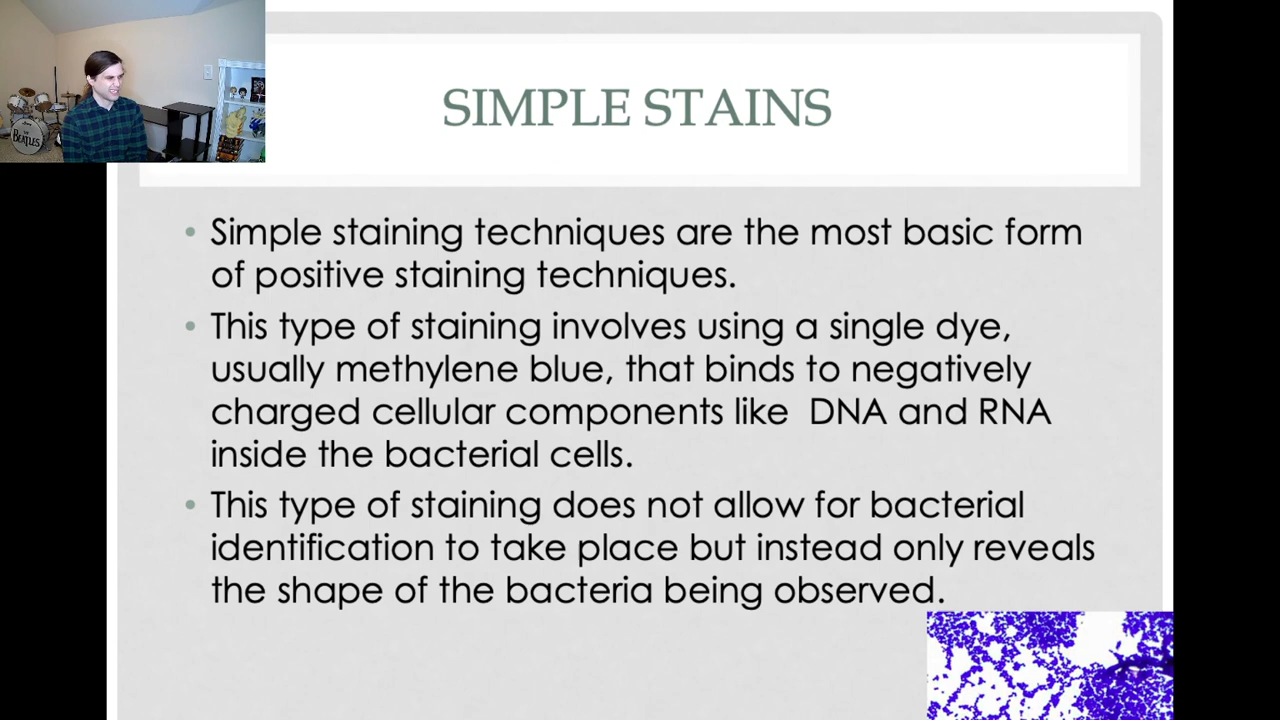 SIMPLE STAINS
BEATLES
• Simple staining techniques are the most basic form
of positive staining techniques.
• This type of staining involves using a single dye,
usually methylene blue, that binds to negatively
charged cellular components like  DNA and RNA
inside the bacterial cells.
• This type of staining does not allow for bacterial
identification to take place but instead only reveals
the shape of the bacteria being observed.